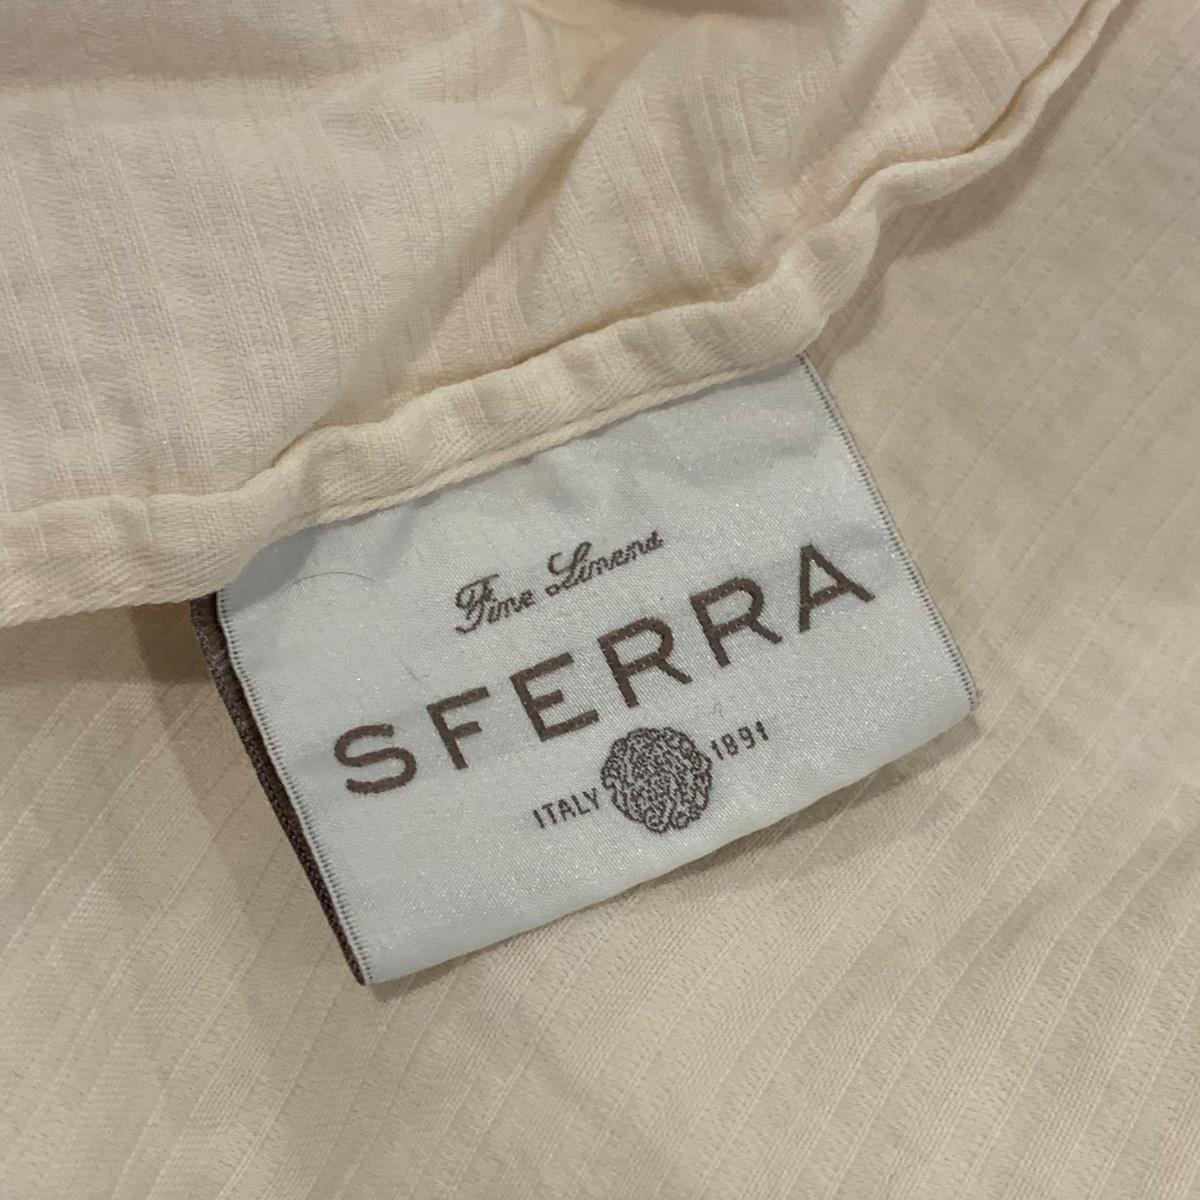 Fine Linens
SFERRA
ITALY 1891